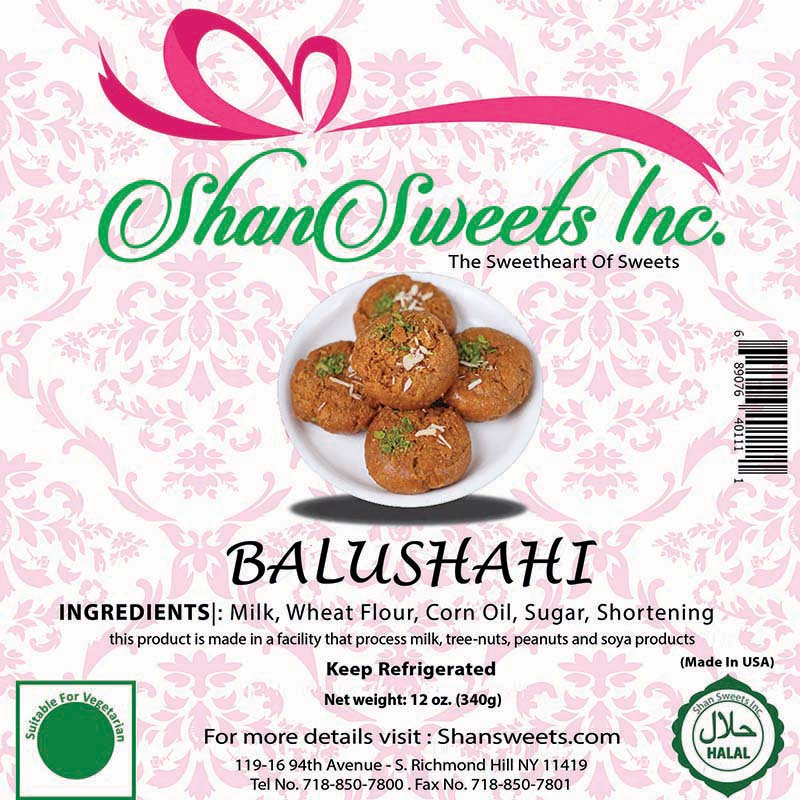 ShanSweets Inc.
The Sweetheart Of Sweets
6 89076 40111 1
BALUSHAHI
INGREDIENTS|: Milk, Wheat Flour, Corn Oil, Sugar, Shortening
this product is made in a facility that process milk, tree-nuts, peanuts and soya products
Keep Refrigerated
(Made In USA)
Net weight: 12 oz. (340g)
Suitable For Vegetarian
For more details visit : Shansweets.com
119-16 94th Avenue - S. Richmond Hill NY 11419
Tel No. 718-850-7800 . Fax No. 718-850-7801
Shan Sweets Inc.
حلال
HALAL